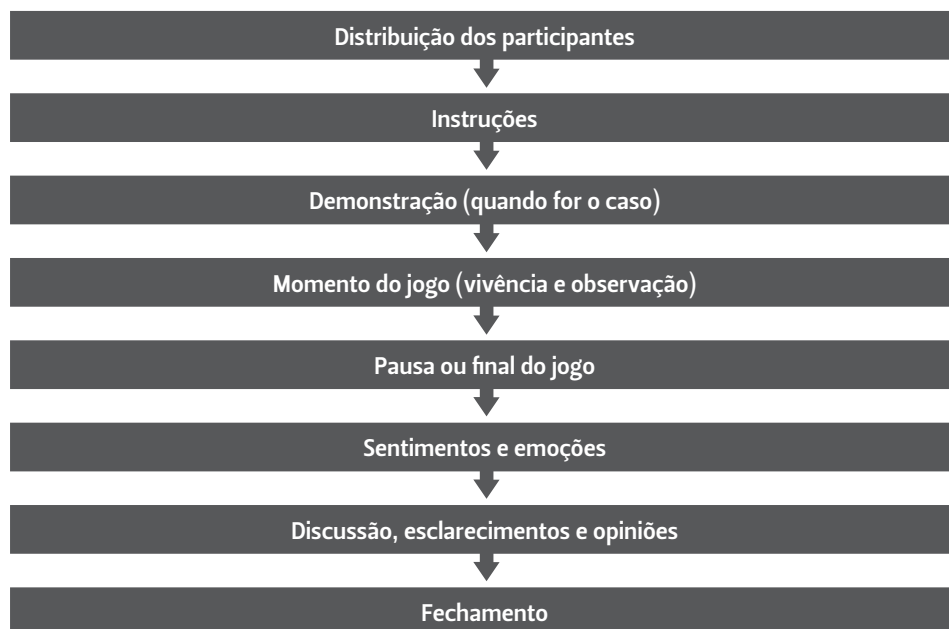 Distribuição dos participantes
Instruções
Demonstração (quando for o caso)
Momento do jogo (vivência e observação)
Pausa ou final do jogo
Sentimentos e emoções
Discussão, esclarecimentos e opiniões
Fechamento